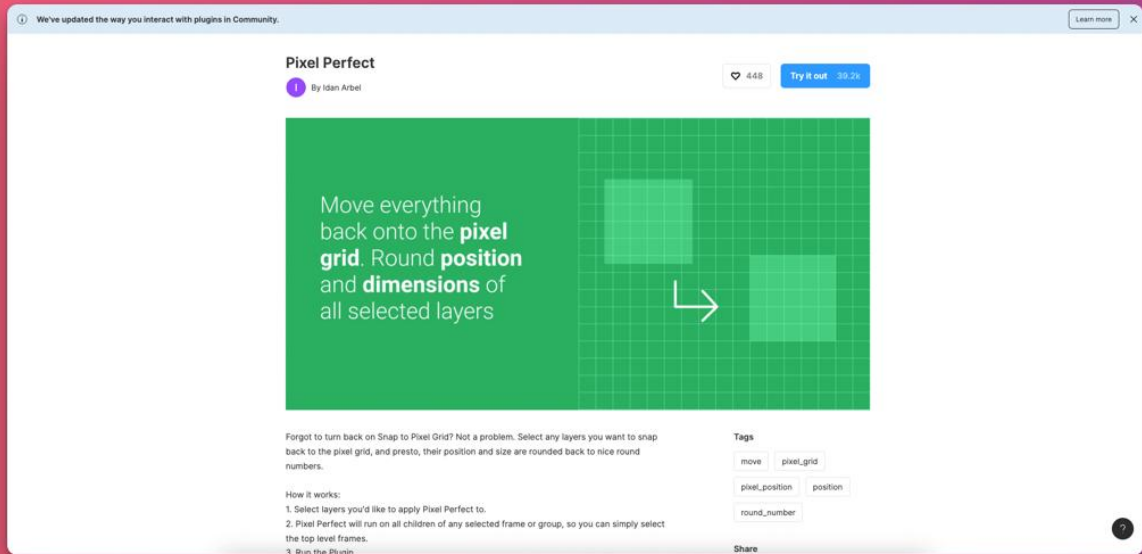 We've updated the way you interact with plugins in Community.
Learn more
Pixel Perfect
I
By Idan Arbel
448
Try it out 39.2k
Move everything
back onto the pixel
grid. Round position
and dimensions of
all selected layers
Forgot to turn back on Snap to Pixel Grid? Not a problem. Select any layers you want to snap
back to the pixel grid, and presto, their position and size are rounded back to nice round
numbers.
How it works:
1. Select layers you'd like to apply Pixel Perfect to.
2. Pixel Perfect will run on all children of any selected frame or group, so you can simply select
the top level frames.
3. Run the Plugin
Tags
move
pixel_grid
pixel_position
position
round_number
Share
?